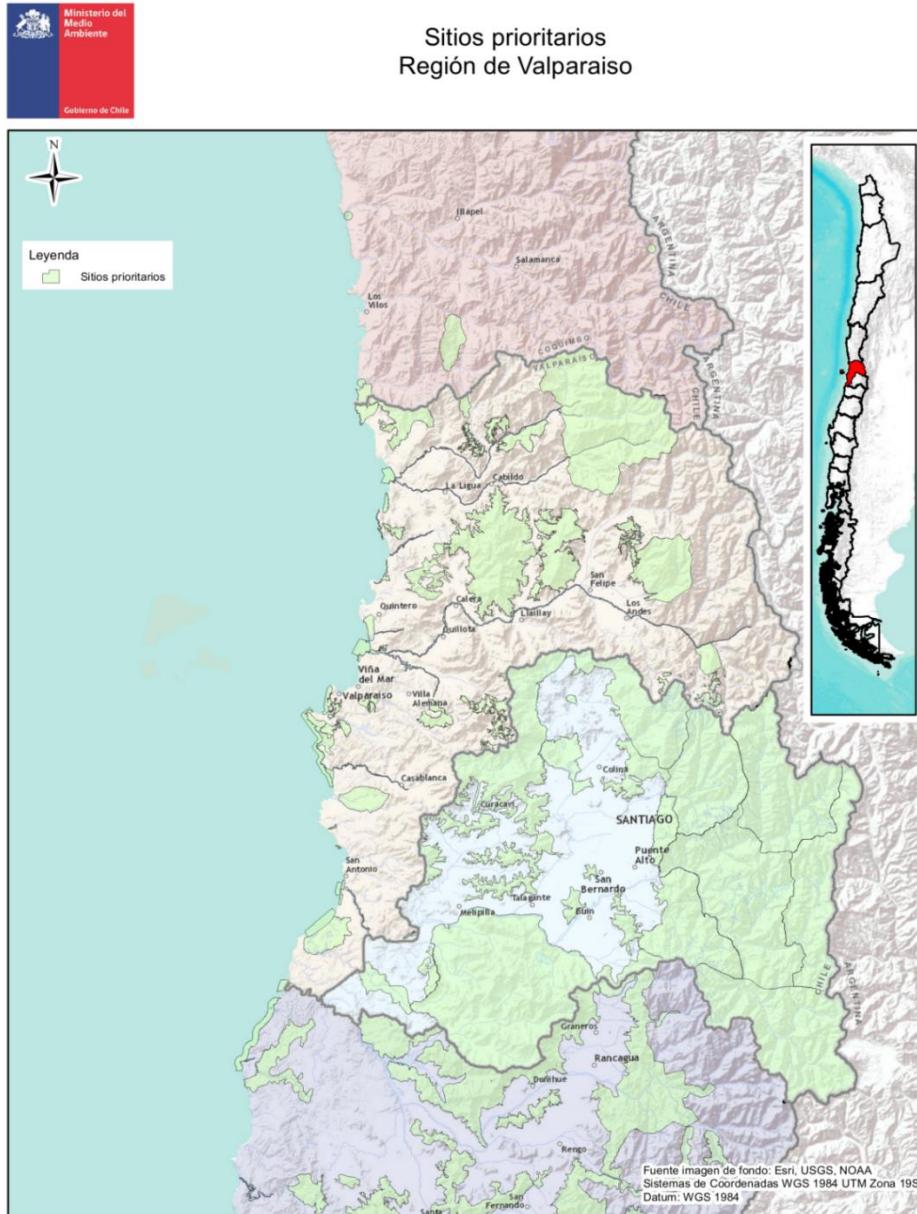 Ministerio del
Medio
Ambiente
Gobierno de Chile
Sitios prioritarios
Región de Valparaiso
N
Leyenda
Sitios prioritarios
Illapel
ARGENTINA
Salamanca
CHILE
Los
Vilos
COQUIMBO
VALPARAÍSO
ARGENTINA
CHILE
La Ligua
Cabildo
San
Felipe
Quintero
Calera
Llaillay
Los
Andes
Quillota
Viña
del Mar
Valparaiso
Villa
Alemana
Casablanca
Colina
Curacaví
SANTIAGO
Puente
Alto
San
Antonio
San
Bernardo
Talagante
Melipilla
Buin
CHILE
ARGENTINA
Graneros
Rancagua
Doñihue
Rengo
San
Fernando
Santa
Fuente imagen de fondo: Esri, USGS, NOAA
Sistemas de Coordenadas WGS 1984 UTM Zona 19S
Datum: WGS 1984